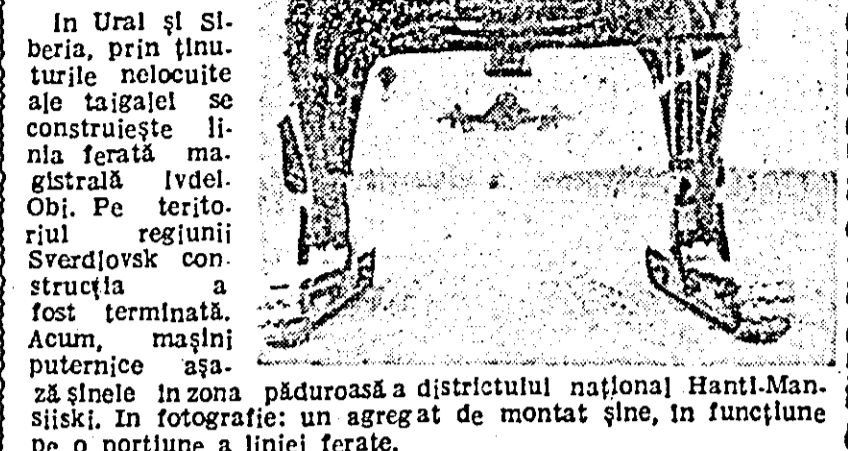 In Ural şi Si-
beria, prin ţinu-
turile nelocuite
ale taigalei se
construieşte li-
nia ferată ma-
gistrală Ivdel-
Obi. Pe terito-
riul regiunii
Sverdlovsk con-
strucţia a
fost terminată.
Acum, maşini
puternice aşa-
ză şinele in zona păduroasă a districtului naţional Hanti-Man-
siiski. In fotografie: un agregat de montat şine, in funcţiune
pe o porţiune a liniei ferate.